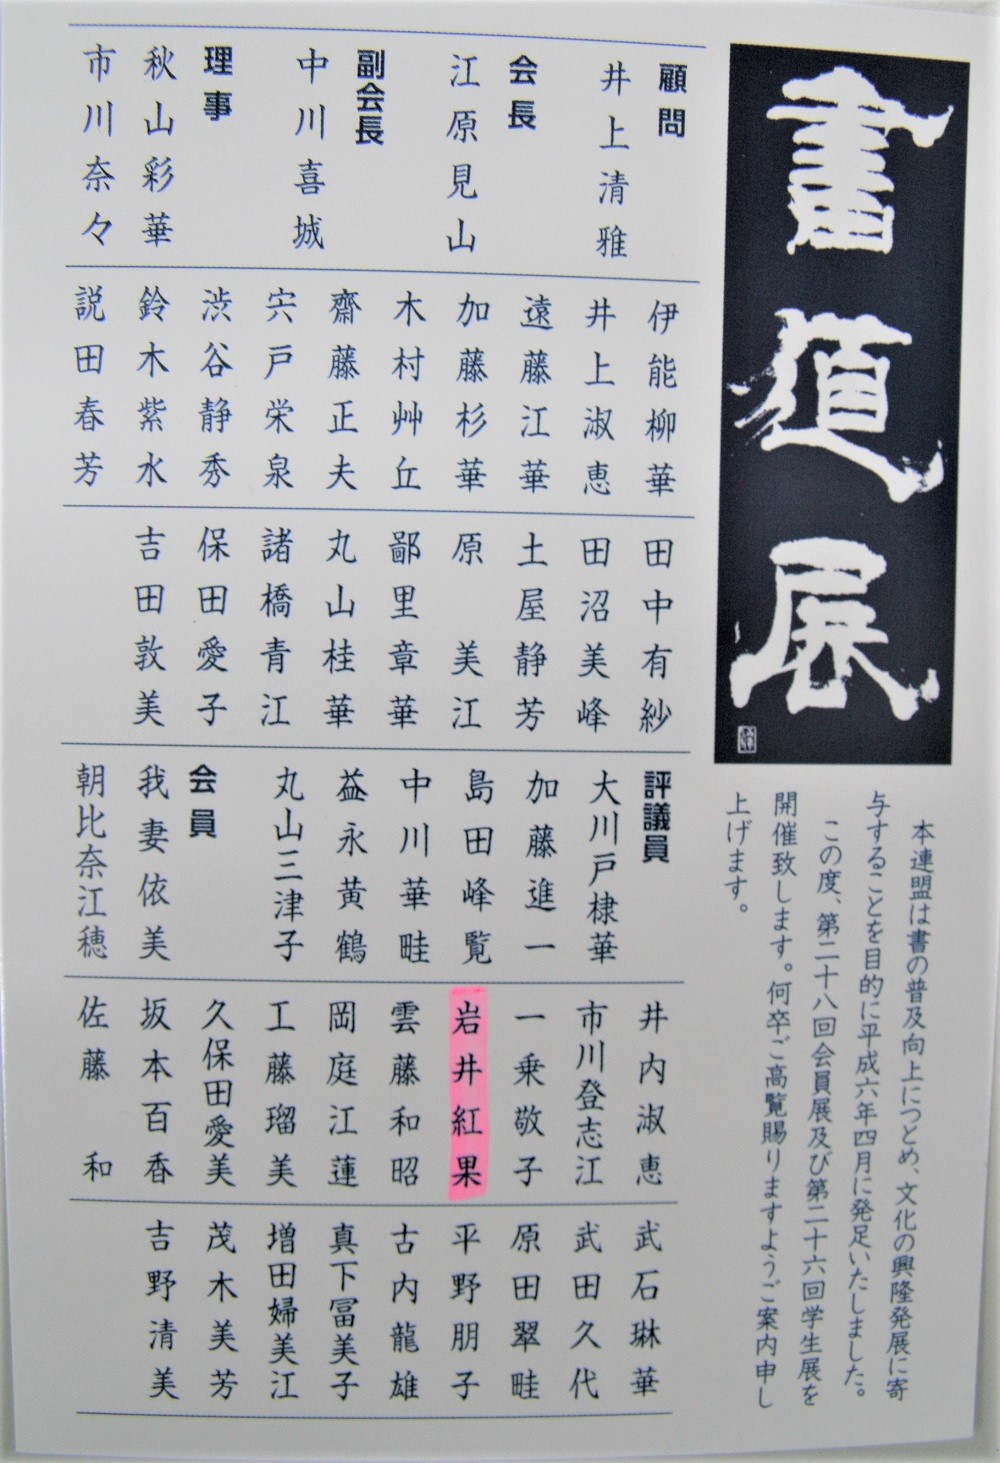 書道展
本連盟は書の普及向上につとめ、文化の興隆発展に寄
与することを目的に平成六年四月に発足いたしました。
この度、第二十八回会員展及び第二十六回学生展を
開催致します。何卒ご高覧賜りますようご案内申し
上げます。
顧問
井上清雅
会長
江原見山
副会長
中川喜城
理事
秋山彩華
市川奈々
伊能柳華
井上淑恵
遠藤江華
加藤杉華
木村艸丘
齋藤正夫
宍戸栄泉
渋谷静秀
鈴木紫水
説田春芳
田中有紗
田沼美峰
土屋静芳
原美江
鄙里章華
丸山桂華
諸橋青江
保田愛子
吉田敦美
評議員
大川戸棣華
加藤進一
島田峰覧
中川華畦
益永黄鶴
丸山三津子
会員
我妻依美
朝比奈江穂
井内淑恵
市川登志江
一乗敬子
岩井紅果
雲藤和昭
岡庭江蓮
工藤瑠美
久保田愛美
坂本百香
佐藤和
武石琳華
武田久代
原田翠畦
平野朋子
古内龍雄
真下冨美子
増田婦美江
茂木美芳
吉野清美